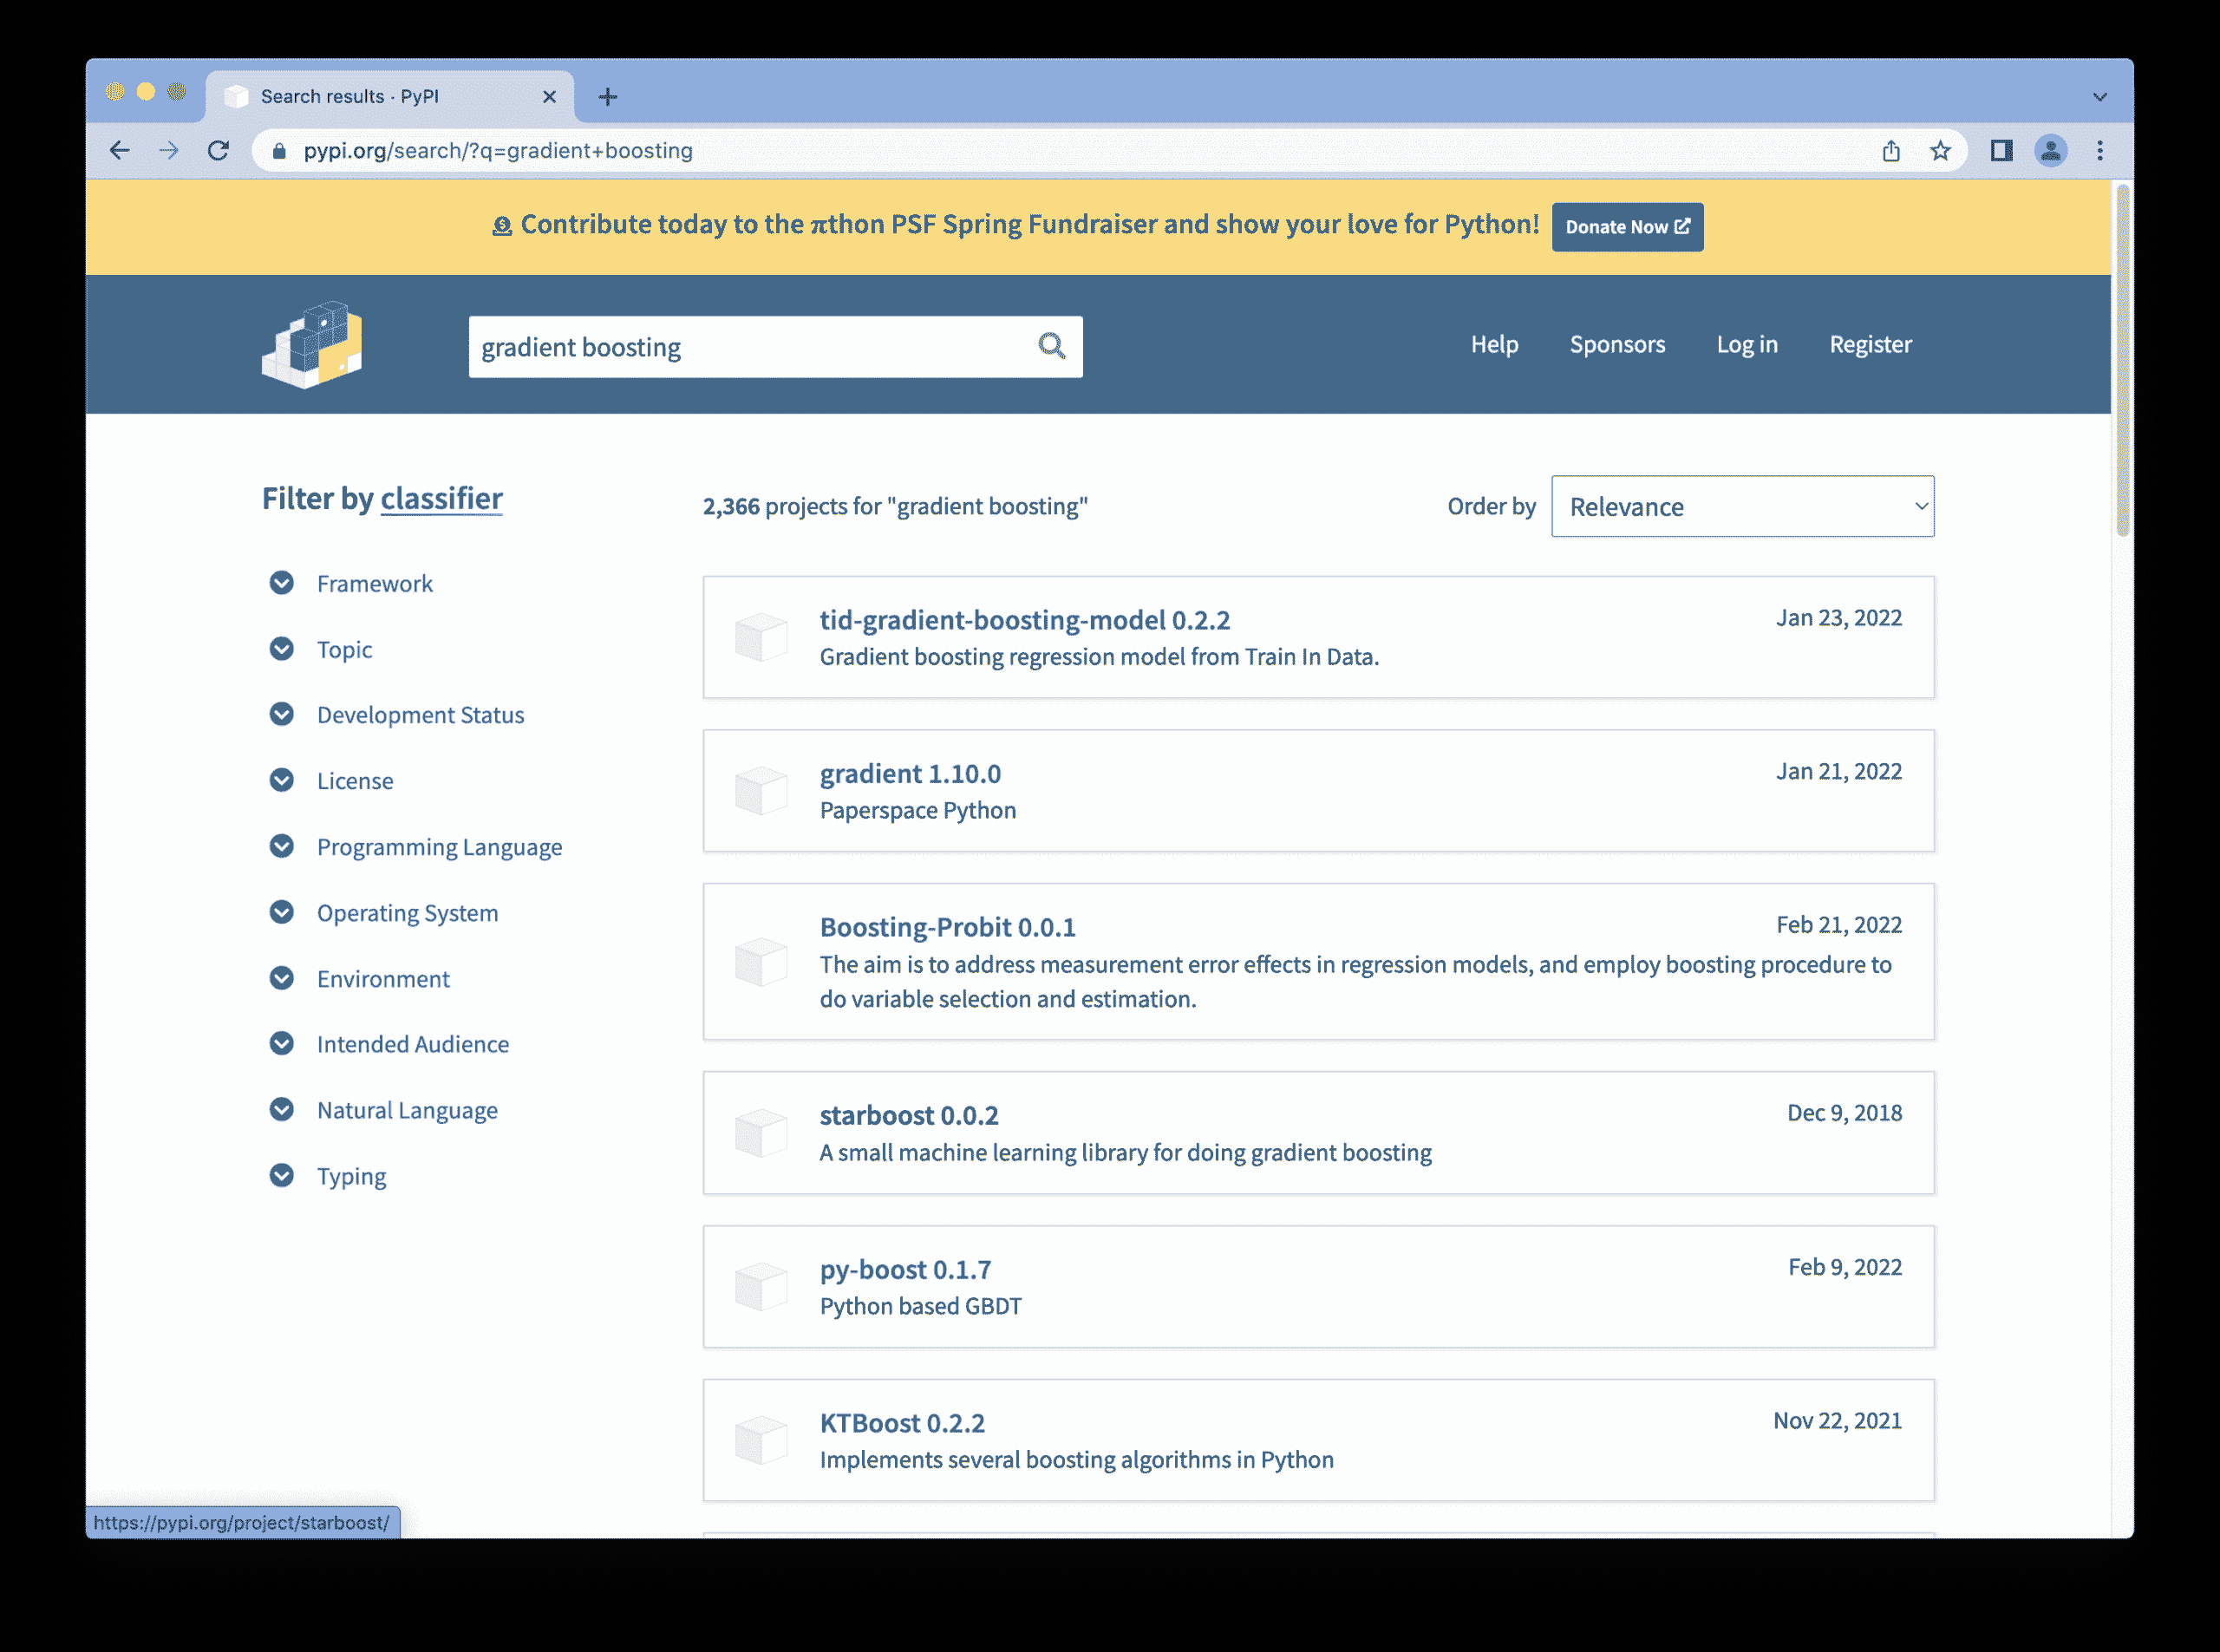 Search results · PyPI
pypi.org/search/?q=gradient+boosting
Contribute today to the πthon PSF Spring Fundraiser and show your love for Python! Donate Now
gradient boosting
Help Sponsors Log in Register
Filter by classifier
2,366 projects for "gradient boosting"
Order by Relevance
Framework
Topic
Development Status
License
Programming Language
Operating System
Environment
Intended Audience
Natural Language
Typing
tid-gradient-boosting-model 0.2.2 Jan 23, 2022
Gradient boosting regression model from Train In Data.
gradient 1.10.0 Jan 21, 2022
Paperspace Python
Boosting-Probit 0.0.1 Feb 21, 2022
The aim is to address measurement error effects in regression models, and employ boosting procedure to
do variable selection and estimation.
starboost 0.0.2 Dec 9, 2018
A small machine learning library for doing gradient boosting
py-boost 0.1.7 Feb 9, 2022
Python based GBDT
KTBoost 0.2.2 Nov 22, 2021
Implements several boosting algorithms in Python
https://pypi.org/project/starboost/